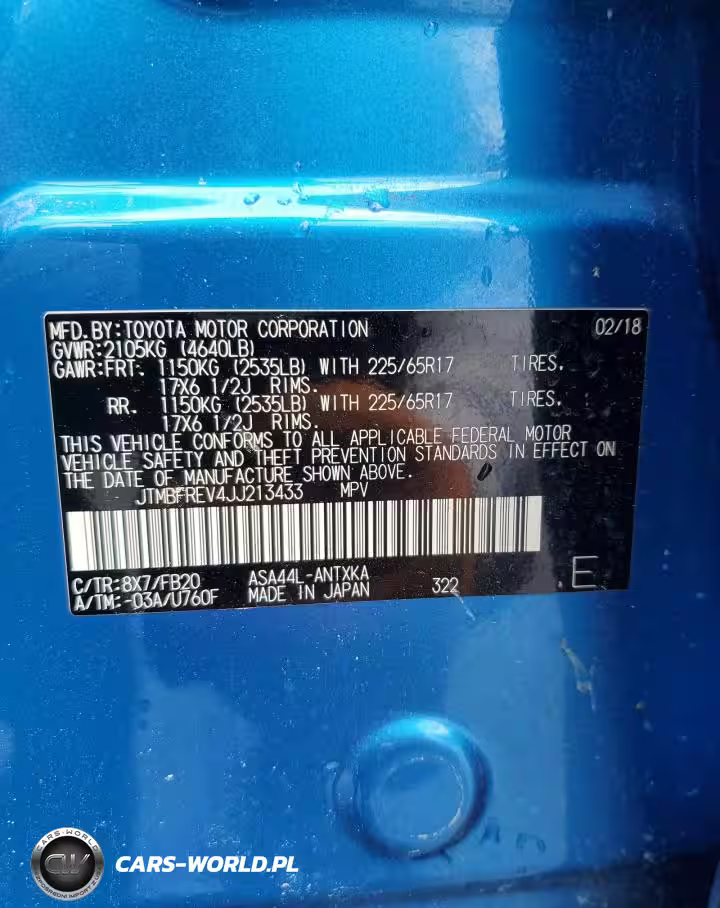 MFD.BY:TOYOTA MOTOR CORPORATION 02/18
GVWR:2105KG (4640LB)
GAWR:FRT. 1150KG (2535LB) WITH 225/65R17 TIRES.
17X6 1/2J RIMS.
RR. 1150KG (2535LB) WITH 225/65R17 TIRES.
17X6 1/2J RIMS.
THIS VEHICLE CONFORMS TO ALL APPLICABLE FEDERAL MOTOR
VEHICLE SAFETY AND THEFT PREVENTION STANDARDS IN EFFECT ON
THE DATE OF MANUFACTURE SHOWN ABOVE.
JTMBFREV4JJ213433 MPV
C/TR:8X7/FB20 ASA44L-ANTXKA 322 .E
A/TM:-03A/U760F MADE IN JAPAN
CARS-WORLD
CW
CARS-WORLD.PL